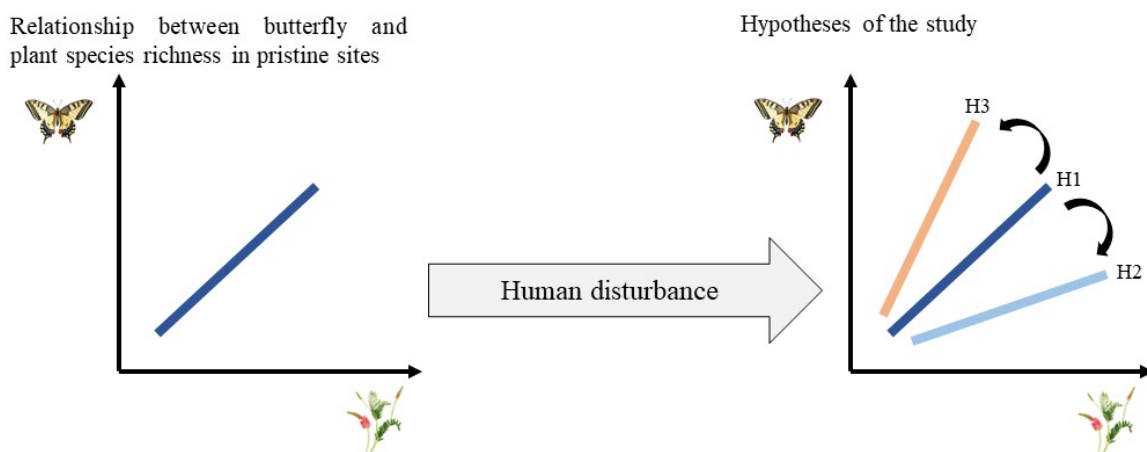 Relationship between butterfly and
plant species richness in pristine sites
Hypotheses of the study
H3
H1
H2
Human disturbance